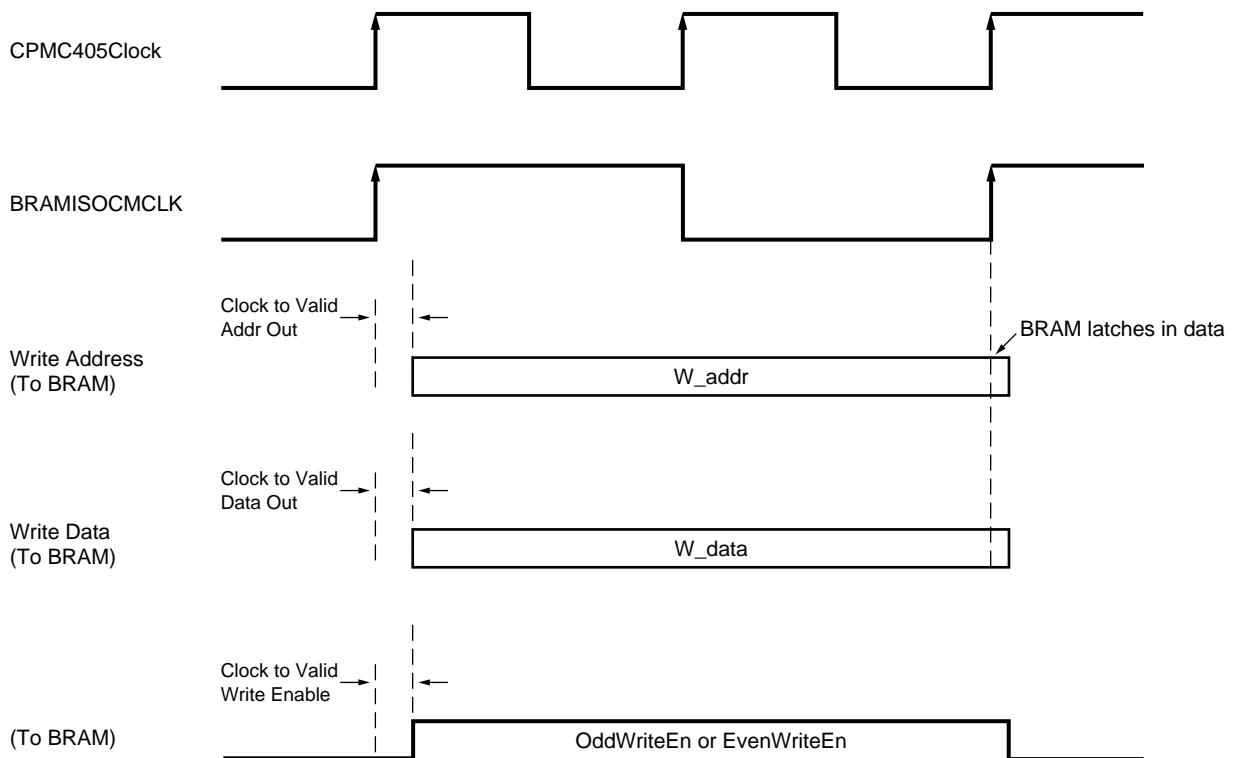 CPMC405Clock
BRAMISOCMCLK
Clock to Valid
Addr Out
BRAM latches in data
Write Address
(To BRAM)
W_addr
Clock to Valid
Data Out
Write Data
(To BRAM)
W_data
Clock to Valid
Write Enable
(To BRAM)
OddWriteEn or EvenWriteEn